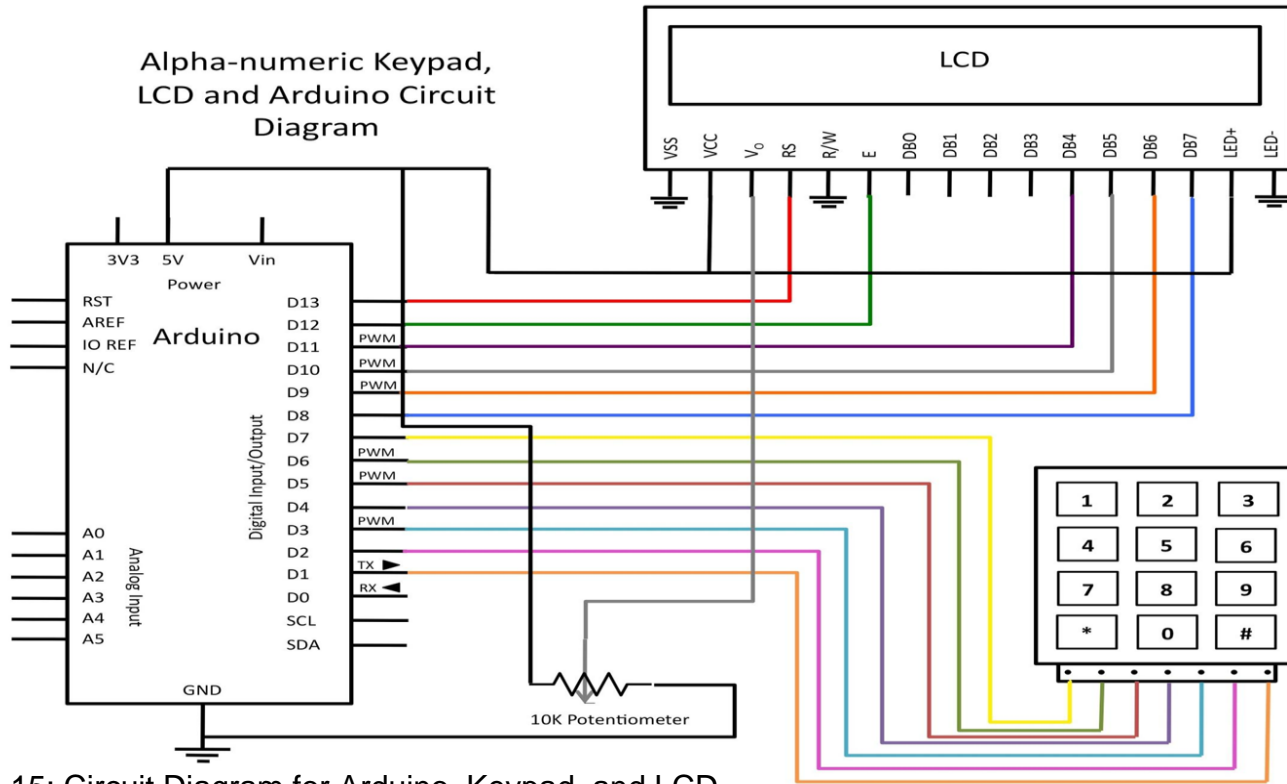 Alpha-numeric Keypad,
LCD and Arduino Circuit
Diagram
LCD
VSS
VCC
V₀
RS
R/W
E
DB0
DB1
DB2
DB3
DB4
DB5
DB6
DB7
LED+
LED-
3V3 5V Vin
Power
Arduino
RST
AREF
IO REF
N/C
A0
A1
A2
A3
A4
A5
Analog Input
Digital Input/Output
D13
D12
D11 PWM
D10 PWM
D9 PWM
D8
D7
D6 PWM
D5 PWM
D4
D3 PWM
D2
D1 TX ►
D0 RX ◄
SCL
SDA
GND
10K Potentiometer
1 2 3
4 5 6
7 8 9
* 0 #
15: Circuit Diagram for Arduino, Keypad, and LCD